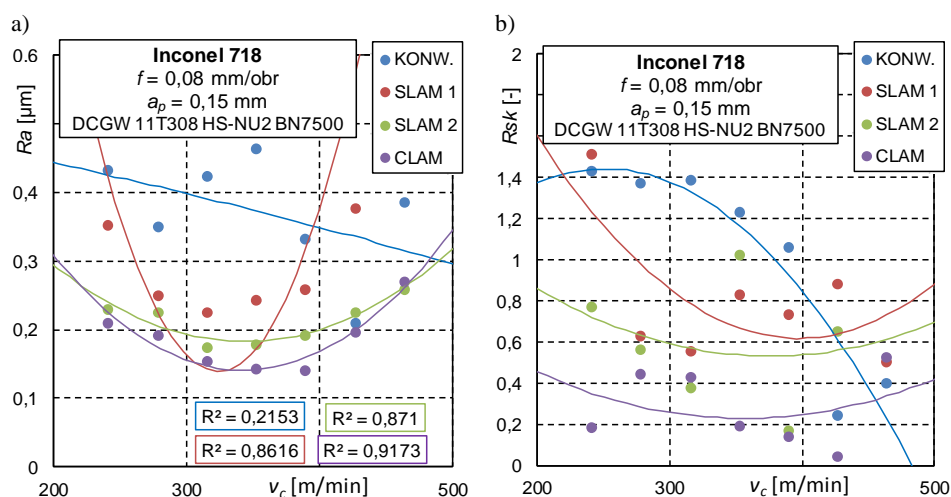 a)
0,6
0,4
0,3
0,2
0,1
0
Ra [µm]
Inconel 718
f = 0,08 mm/obr
ap = 0,15 mm
DCGW 11T308 HS-NU2 BN7500
KONW.
SLAM 1
SLAM 2
CLAM
R² = 0,2153
R² = 0,871
R² = 0,8616
R² = 0,9173
200
300
vc [m/min]
500
b)
2
1,4
1,2
1
0,8
0,6
0,4
0,2
0
Rsk [-]
Inconel 718
f = 0,08 mm/obr
ap = 0,15 mm
DCGW 11T308 HS-NU2 BN7500
KONW.
SLAM 1
SLAM 2
CLAM
200
300
vc [m/min]
500